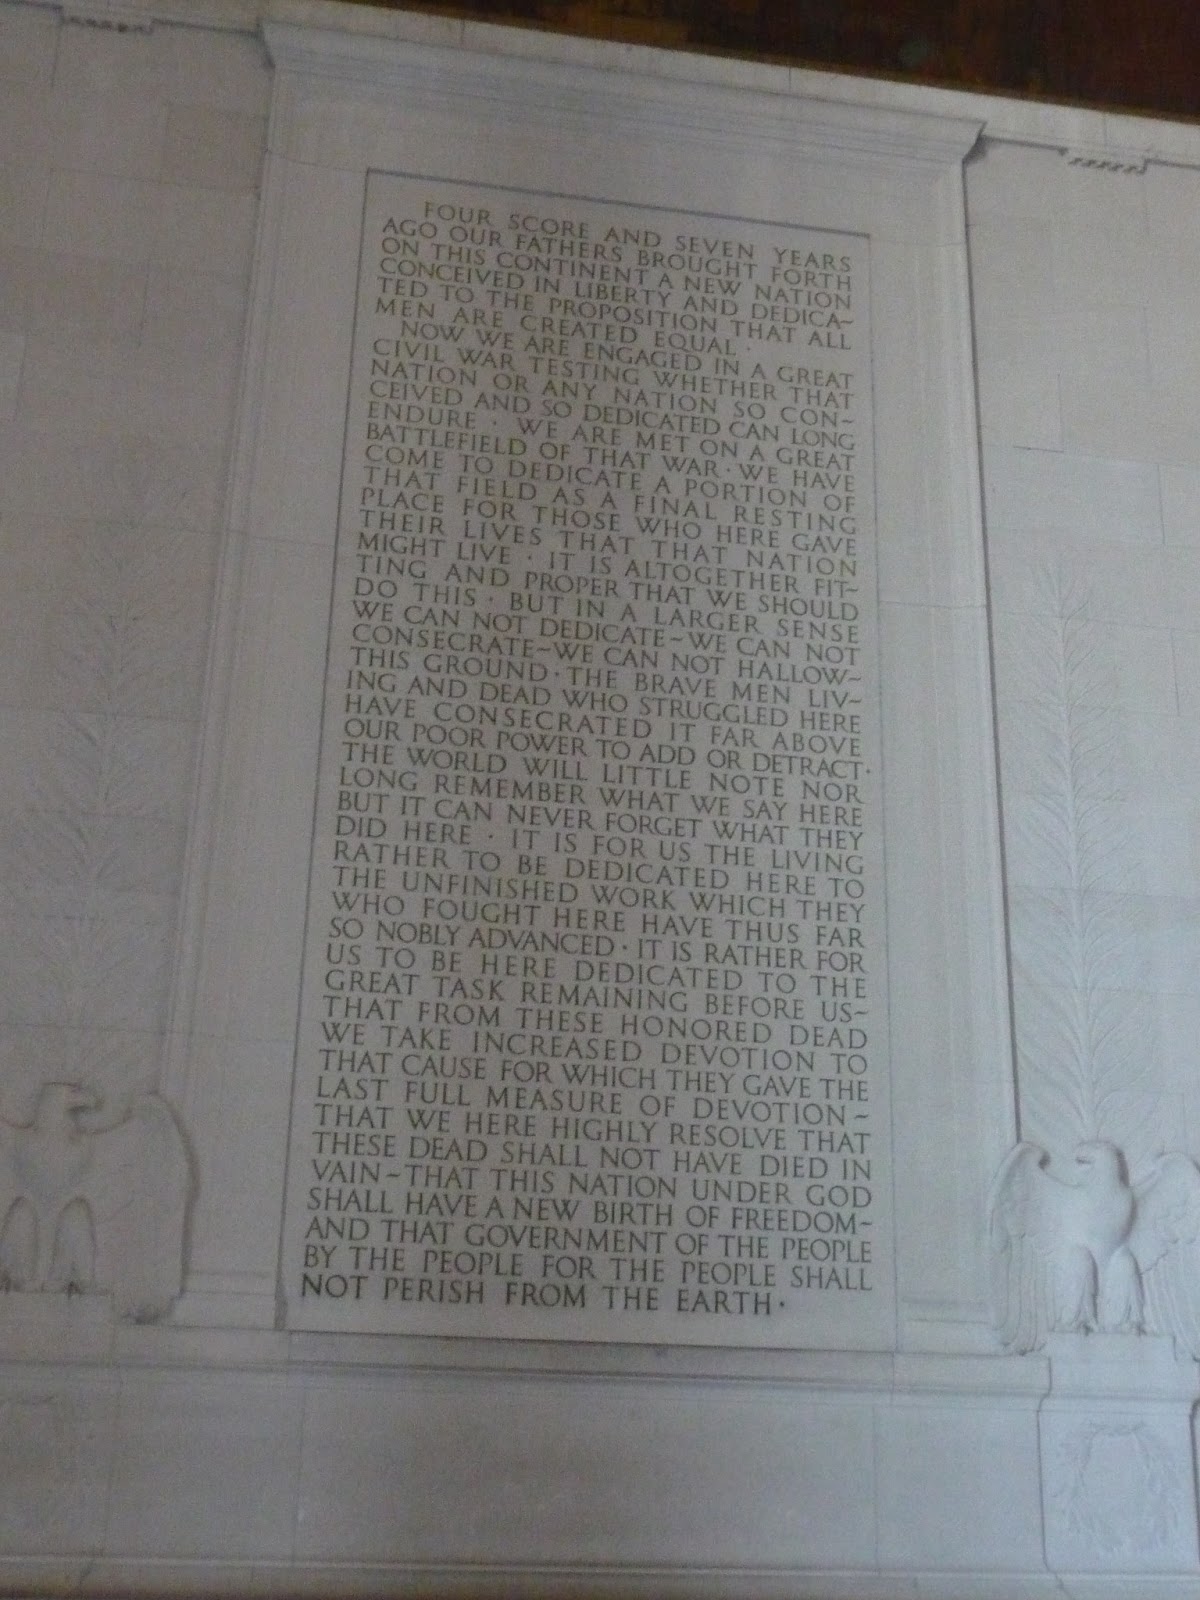 FOUR SCORE AND SEVEN YEARS
AGO OUR FATHERS BROUGHT FORTH
ON THIS CONTINENT A NEW NATION
CONCEIVED IN LIBERTY AND DEDICA~
TED TO THE PROPOSITION THAT ALL
MEN ARE CREATED EQUAL ·
NOW WE ARE ENGAGED IN A GREAT
CIVIL WAR TESTING WHETHER THAT
NATION OR ANY NATION SO CON~
CEIVED AND SO DEDICATED CAN LONG
ENDURE · WE ARE MET ON A GREAT
BATTLEFIELD OF THAT WAR · WE HAVE
COME TO DEDICATE A PORTION OF
THAT FIELD AS A FINAL RESTING
PLACE FOR THOSE WHO HERE GAVE
THEIR LIVES THAT THAT NATION
MIGHT LIVE · IT IS ALTOGETHER FIT~
TING AND PROPER THAT WE SHOULD
DO THIS · BUT IN A LARGER SENSE
WE CAN NOT DEDICATE~WE CAN NOT
CONSECRATE~WE CAN NOT HALLOW~
THIS GROUND · THE BRAVE MEN LIV~
ING AND DEAD WHO STRUGGLED HERE
HAVE CONSECRATED IT FAR ABOVE
OUR POOR POWER TO ADD OR DETRACT ·
THE WORLD WILL LITTLE NOTE NOR
LONG REMEMBER WHAT WE SAY HERE
BUT IT CAN NEVER FORGET WHAT THEY
DID HERE · IT IS FOR US THE LIVING
RATHER TO BE DEDICATED HERE TO
THE UNFINISHED WORK WHICH THEY
WHO FOUGHT HERE HAVE THUS FAR
SO NOBLY ADVANCED · IT IS RATHER FOR
US TO BE HERE DEDICATED TO THE
GREAT TASK REMAINING BEFORE US~
THAT FROM THESE HONORED DEAD
WE TAKE INCREASED DEVOTION TO
THAT CAUSE FOR WHICH THEY GAVE THE
LAST FULL MEASURE OF DEVOTION~
THAT WE HERE HIGHLY RESOLVE THAT
THESE DEAD SHALL NOT HAVE DIED IN
VAIN~THAT THIS NATION UNDER GOD
SHALL HAVE A NEW BIRTH OF FREEDOM~
AND THAT GOVERNMENT OF THE PEOPLE
BY THE PEOPLE FOR THE PEOPLE SHALL
NOT PERISH FROM THE EARTH ·